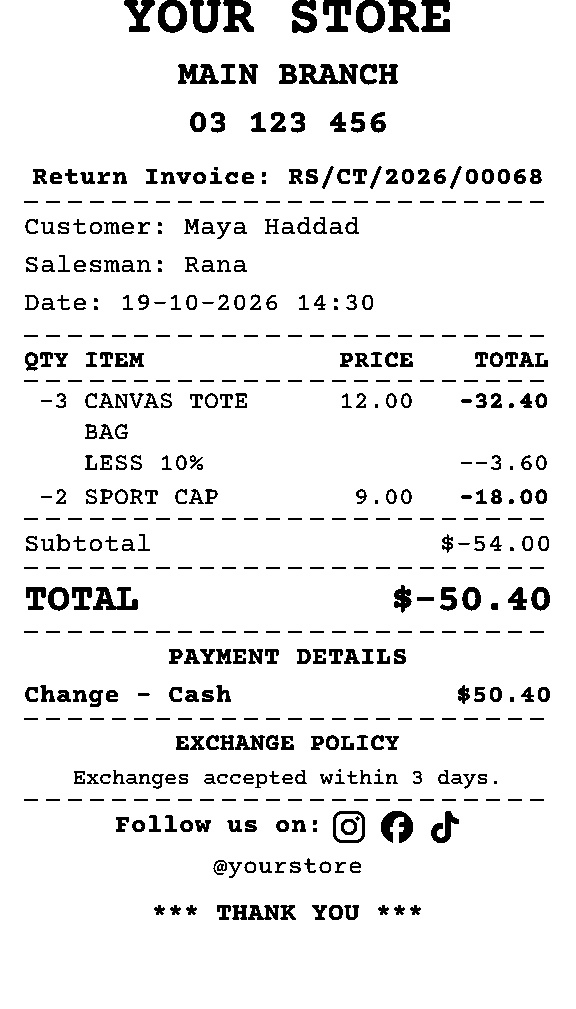 YOUR STORE
MAIN BRANCH
03 123 456
Return Invoice: RS/CT/2026/00068
Customer: Maya Haddad
Salesman: Rana
Date: 19-10-2026 14:30
QTY ITEM PRICE TOTAL
-3 CANVAS TOTE 12.00 -32.40
BAG
LESS 10% --3.60
-2 SPORT CAP 9.00 -18.00
Subtotal $-54.00
TOTAL $-50.40
PAYMENT DETAILS
Change - Cash $50.40
EXCHANGE POLICY
Exchanges accepted within 3 days.
Follow us on:
@yourstore
*** THANK YOU ***